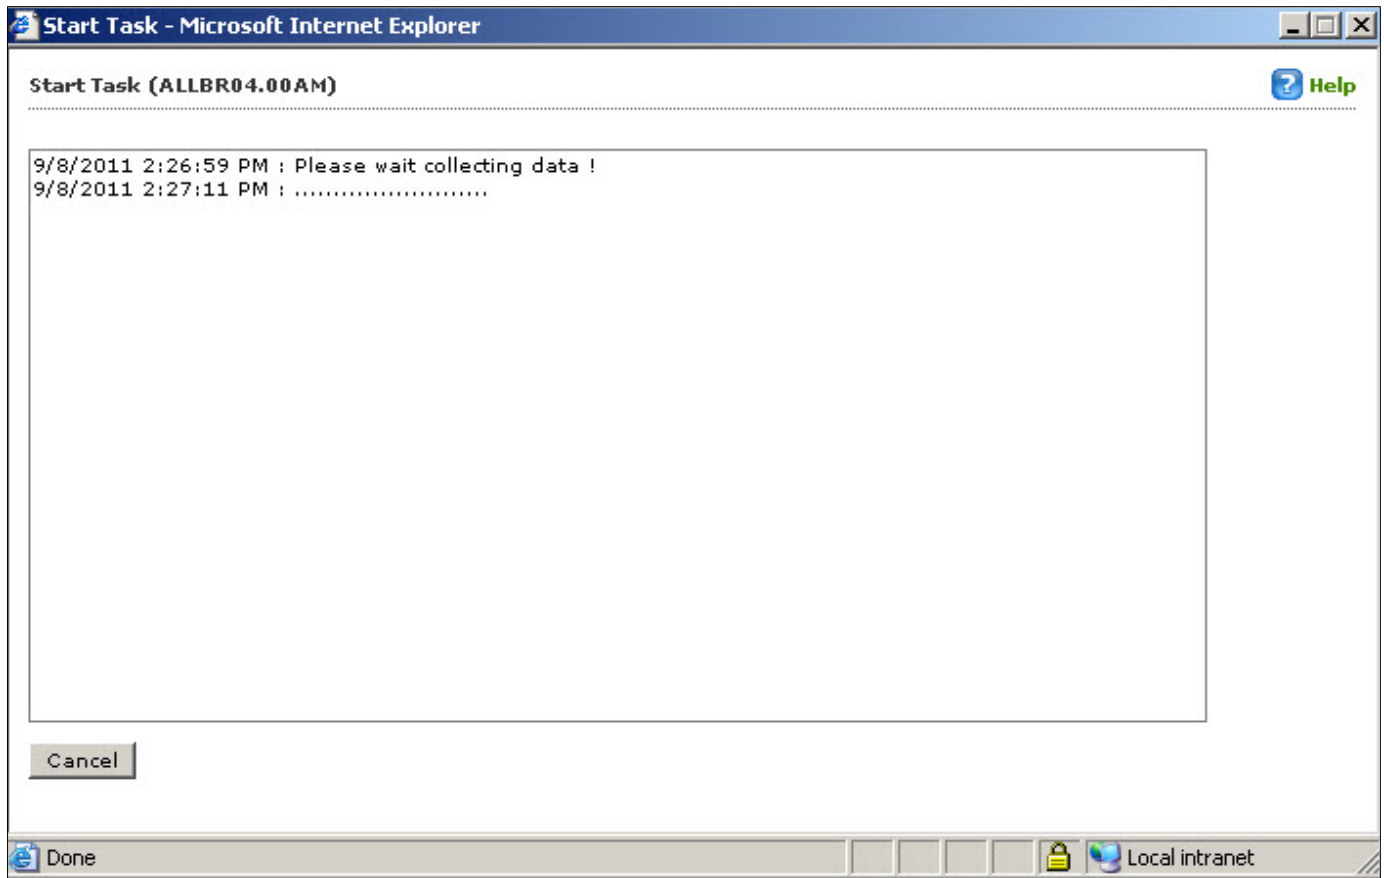 Start Task - Microsoft Internet Explorer
Start Task (ALLBR04.00AM)
Help
9/8/2011 2:26:59 PM : Please wait collecting data !
9/8/2011 2:27:11 PM : .........................
Cancel
Done
Local intranet